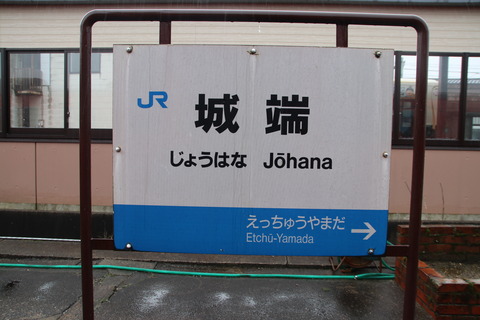 JR
城端
じょうはな Jōhana
えっちゅうやまだ
Etchū-Yamada